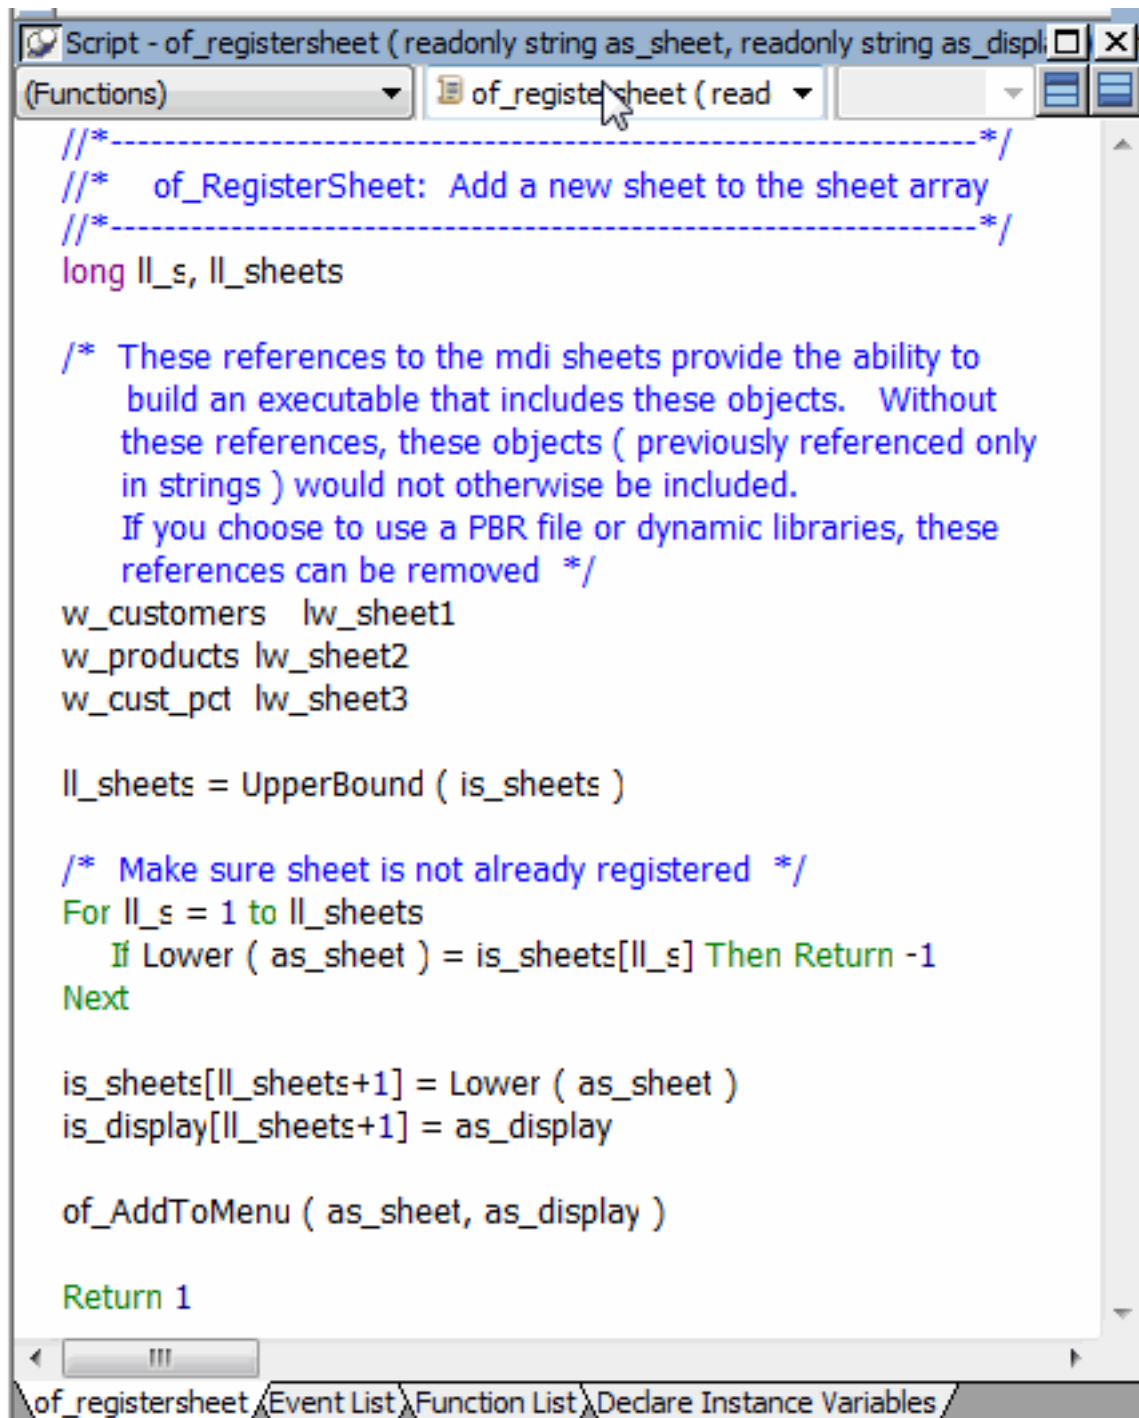 Script - of_registersheet ( readonly string as_sheet, readonly string as_displ
(Functions) of_registersheet ( read
//*-----------------------------------------------------------------*/
//* of_RegisterSheet: Add a new sheet to the sheet array
//*-----------------------------------------------------------------*/
long ll_s, ll_sheets
/* These references to the mdi sheets provide the ability to
build an executable that includes these objects. Without
these references, these objects ( previously referenced only
in strings ) would not otherwise be included.
If you choose to use a PBR file or dynamic libraries, these
references can be removed */
w_customers lw_sheet1
w_products lw_sheet2
w_cust_pct lw_sheet3
ll_sheets = UpperBound ( is_sheets )
/* Make sure sheet is not already registered */
For ll_s = 1 to ll_sheets
If Lower ( as_sheet ) = is_sheets[ll_s] Then Return -1
Next
is_sheets[ll_sheets+1] = Lower ( as_sheet )
is_display[ll_sheets+1] = as_display
of_AddToMenu ( as_sheet, as_display )
Return 1
of_registersheet Event List Function List Declare Instance Variables